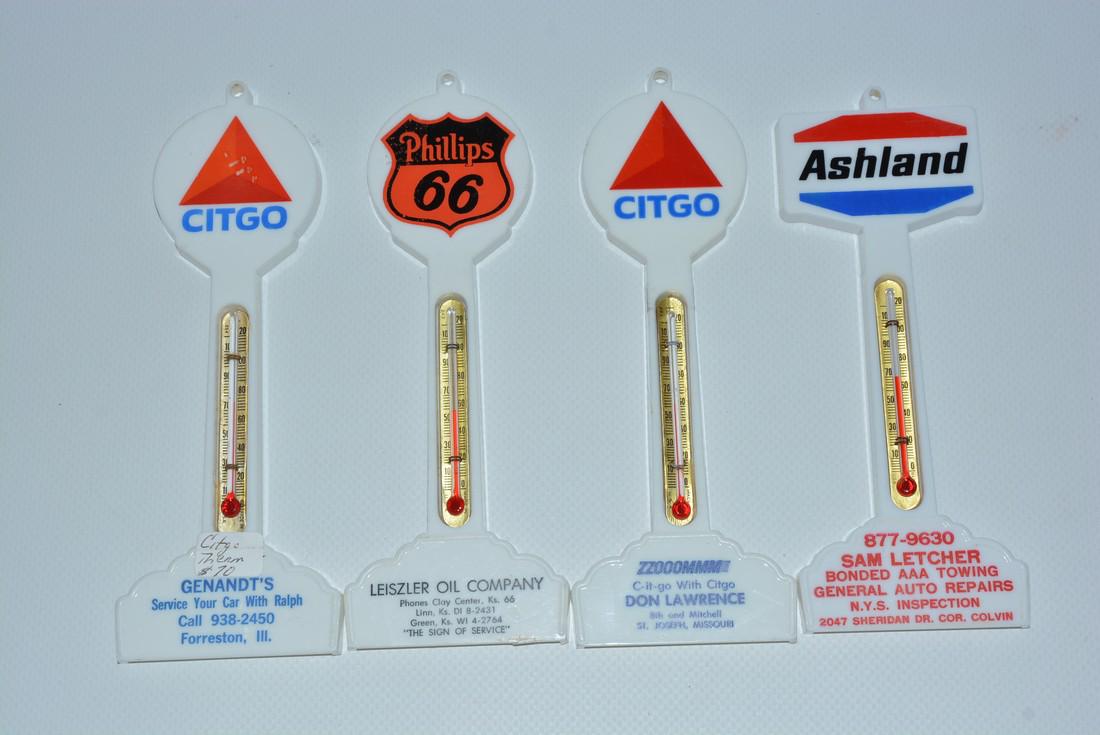 CITGO
Citgo
Therm
$70
GENANDT'S
Service Your Car With Ralph
Call 938-2450
Forreston, Ill.
Phillips
66
LEISZLER OIL COMPANY
Phones Clay Center, Ks. 66
Linn, Ks. DI 8-2431
Green, Ks. WI 4-2764
"THE SIGN OF SERVICE"
CITGO
ZZOOOMMM
C-it-go With Citgo
DON LAWRENCE
8th and Mitchell
ST. JOSEPH, MISSOURI
Ashland
877-9630
SAM LETCHER
BONDED AAA TOWING
GENERAL AUTO REPAIRS
N.Y.S. INSPECTION
2047 SHERIDAN DR. COR. COLVIN